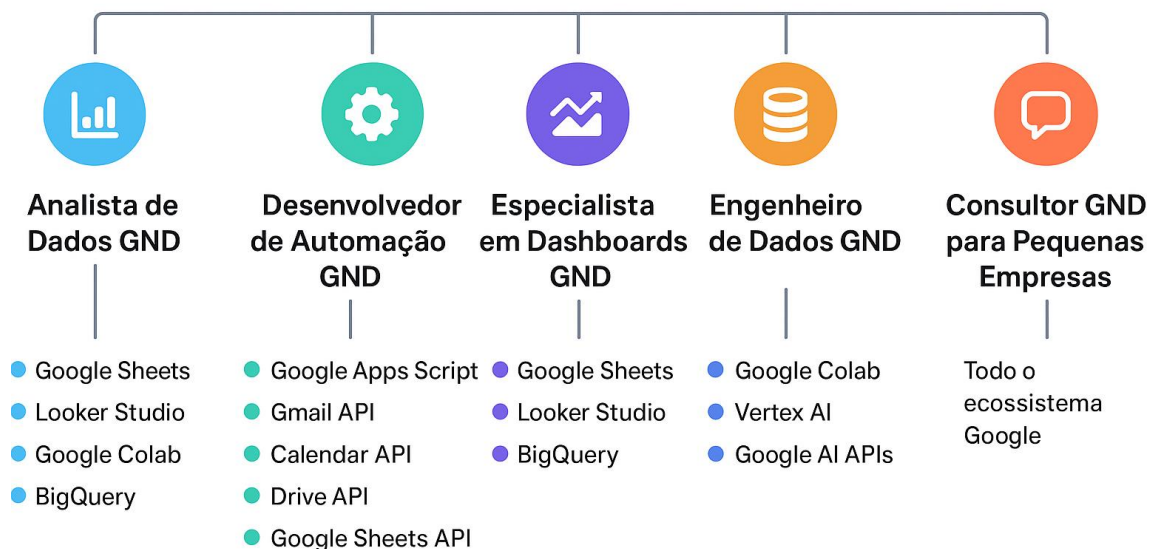 Analista de
Dados GND
Google Sheets
Looker Studio
Google Colab
BigQuery
Desenvolvedor
de Automação
GND
Google Apps Script
Gmail API
Calendar API
Drive API
Google Sheets API
Especialista
em Dashboards
GND
Google Sheets
Looker Studio
BigQuery
Engenheiro
de Dados GND
Google Colab
Vertex AI
Google AI APIs
Consultor GND
para Pequenas
Empresas
Todo o
ecossistema
Google